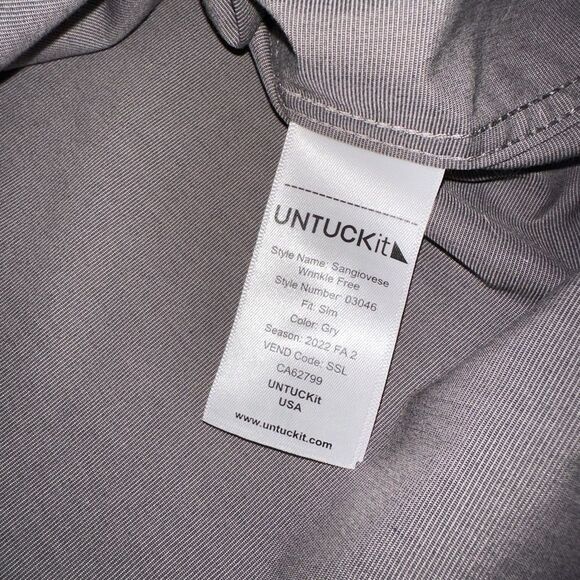 UNTUCKit
Style Name: Sangiovese
Wrinkle Free
Style Number: 03046
Fit: Slm
Color: Gry
Season: 2022 FA 2
VEND Code: SSL
CA62799
UNTUCKit
USA
www.untuckit.com